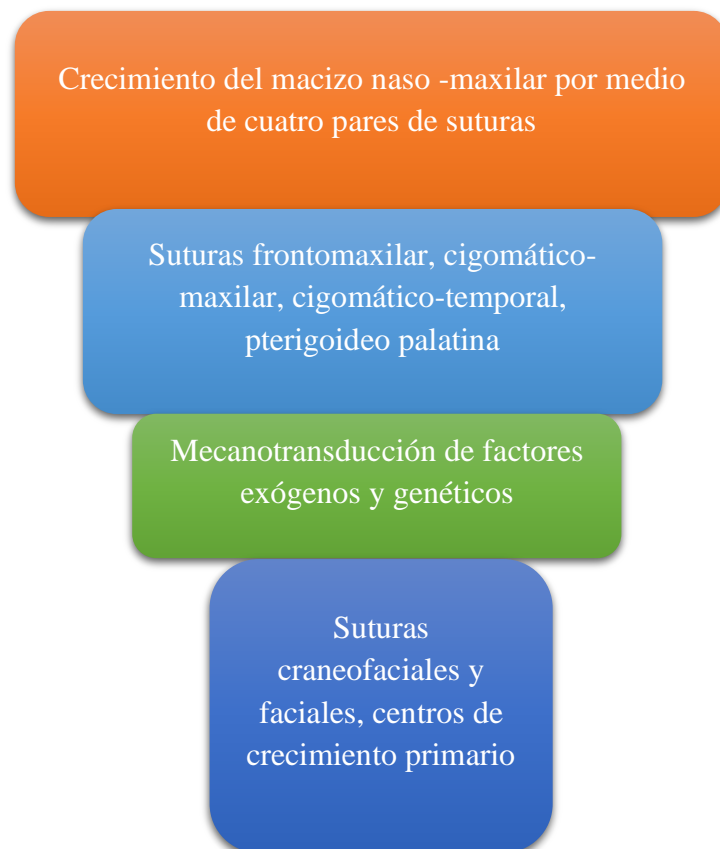 Crecimiento del macizo naso -maxilar por medio
de cuatro pares de suturas
Suturas frontomaxilar, cigomático-
maxilar, cigomático-temporal,
pterigoideo palatina
Mecanotransducción de factores
exógenos y genéticos
Suturas
craneofaciales y
faciales, centros de
crecimiento primario